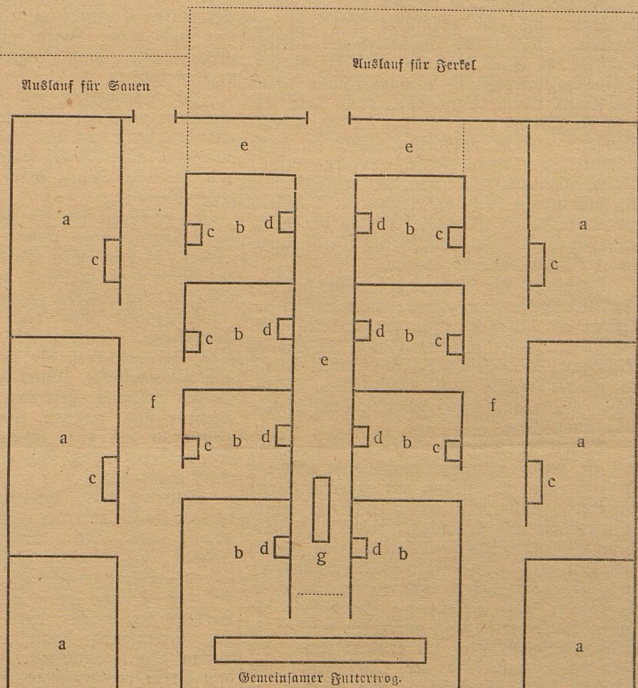 Auslauf für Ferkel
Auslauf für Sauen
e e
a c b d d b c a
c c
c b d d b c
e
f f
a c b d d b c a
c c
b d d b
g
a a
Gemeinsamer Futtertrog.